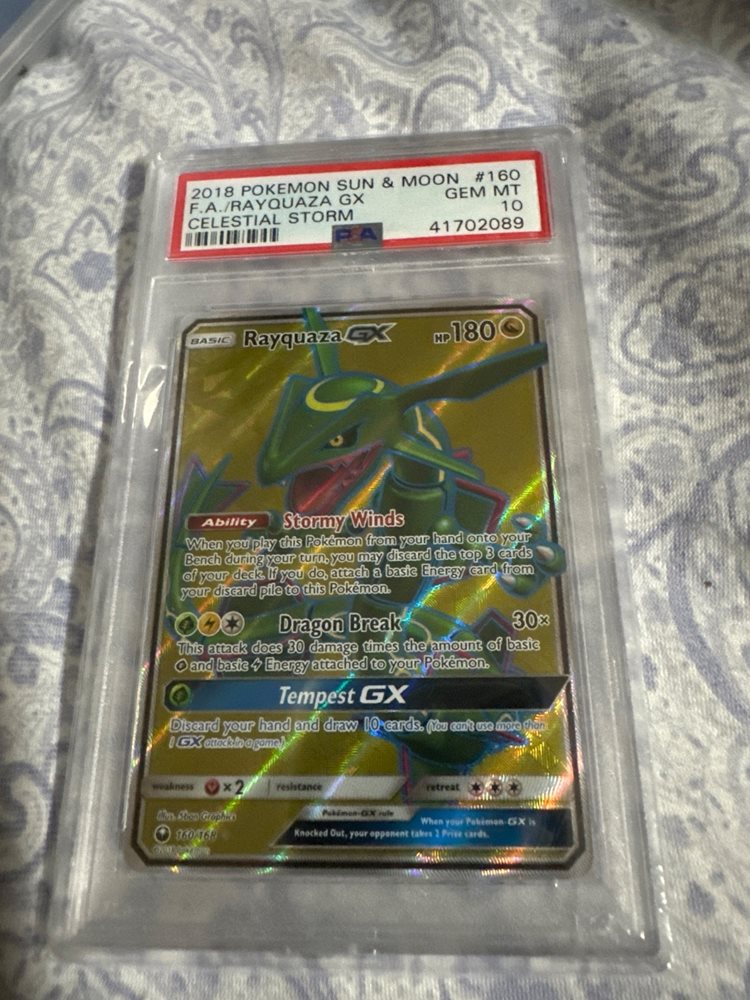 2018 POKEMON SUN & MOON #160
F.A./RAYQUAZA GX GEM MT
CELESTIAL STORM 10
PSA 41702089
BASIC Rayquaza GX HP 180
Ability Stormy Winds
When you play this Pokémon from your hand onto your
Bench during your turn, you may discard the top 3 cards
of your deck. If you do, attach a basic Energy card from
your discard pile to this Pokémon.
Dragon Break 30×
This attack does 30 damage times the amount of basic
and basic Energy attached to your Pokémon.
Tempest GX
Discard your hand and draw 10 cards. (You can't use more than
1 GX attack in a game.)
weakness ×2 resistance retreat
Illus. 5ban Graphics Pokémon-GX rule When your Pokémon-GX is
160/168 Knocked Out, your opponent takes 2 Prize cards.
©2018